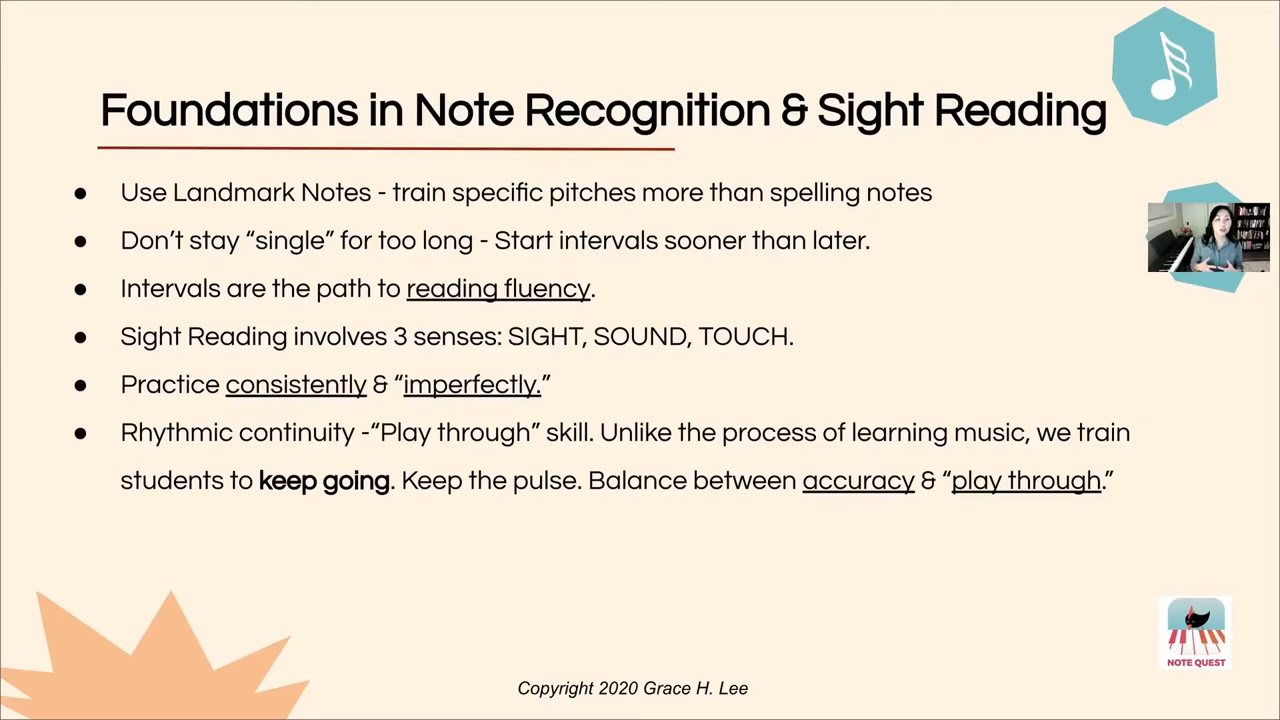 Foundations in Note Recognition & Sight Reading
● Use Landmark Notes - train specific pitches more than spelling notes
● Don’t stay “single” for too long - Start intervals sooner than later.
● Intervals are the path to reading fluency.
● Sight Reading involves 3 senses: SIGHT, SOUND, TOUCH.
● Practice consistently & “imperfectly.”
● Rhythmic continuity -“Play through” skill. Unlike the process of learning music, we train
students to keep going. Keep the pulse. Balance between accuracy & “play through.”
NOTE QUEST
Copyright 2020 Grace H. Lee